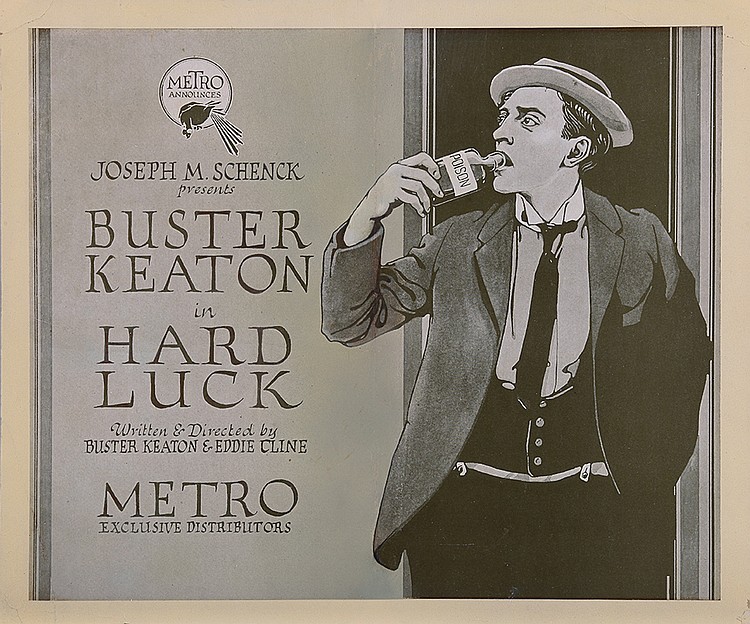 METRO
ANNOUNCES
JOSEPH M. SCHENCK
presents
BUSTER
KEATON
in
HARD
LUCK
Written & Directed by
BUSTER KEATON & EDDIE CLINE
METRO
EXCLUSIVE DISTRIBUTORS
POISON